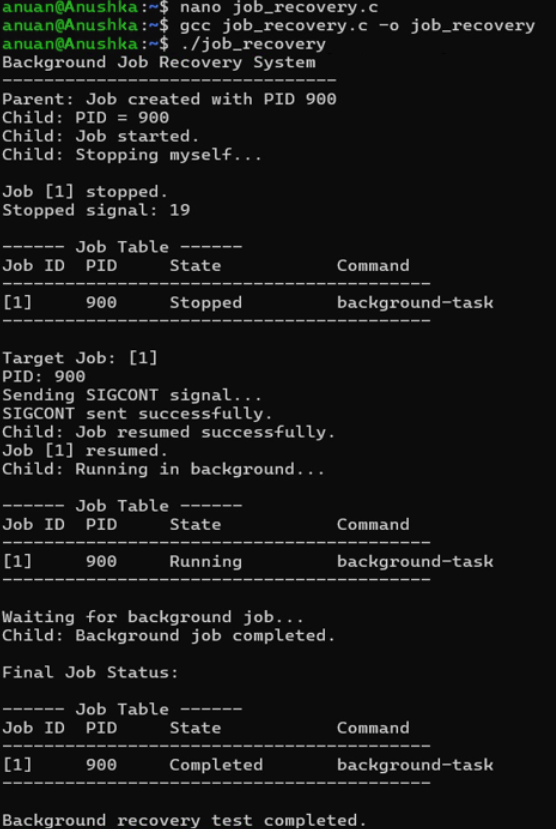 anuan@Anushka:~$ nano job_recovery.c
anuan@Anushka:~$ gcc job_recovery.c -o job_recovery
anuan@Anushka:~$ ./job_recovery
Background Job Recovery System
--------------------------------
Parent: Job created with PID 900
Child: PID = 900
Child: Job started.
Child: Stopping myself...

Job [1] stopped.
Stopped signal: 19

------ Job Table ------
Job ID  PID     State           Command
-----------------------------------------
[1]     900     Stopped         background-task
-----------------------------------------

Target Job: [1]
PID: 900
Sending SIGCONT signal...
SIGCONT sent successfully.
Child: Job resumed successfully.
Job [1] resumed.
Child: Running in background...

------ Job Table ------
Job ID  PID     State           Command
-----------------------------------------
[1]     900     Running         background-task
-----------------------------------------

Waiting for background job...
Child: Background job completed.

Final Job Status:

------ Job Table ------
Job ID  PID     State           Command
-----------------------------------------
[1]     900     Completed       background-task
-----------------------------------------

Background recovery test completed.